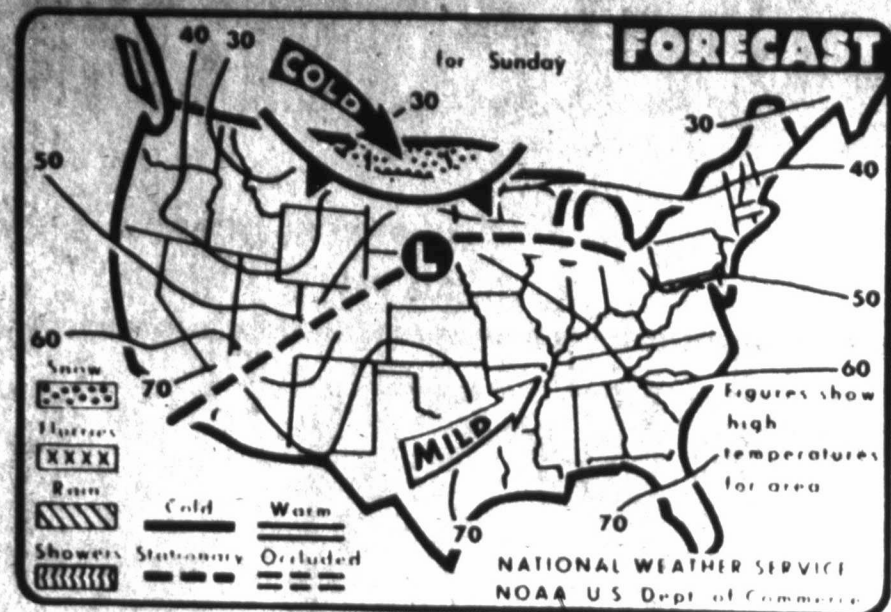 FORECAST
for Sunday
40 30
COLD
30
30
40
50
L
50
60
60
70
Snow
Flurries
XXXX
Rain
Showers
Cold
Warm
Stationary
Occluded
MILD
70
70
Figures show
high
temperatures
for area
NATIONAL WEATHER SERVICE
NOAA U S Dept of Commerce